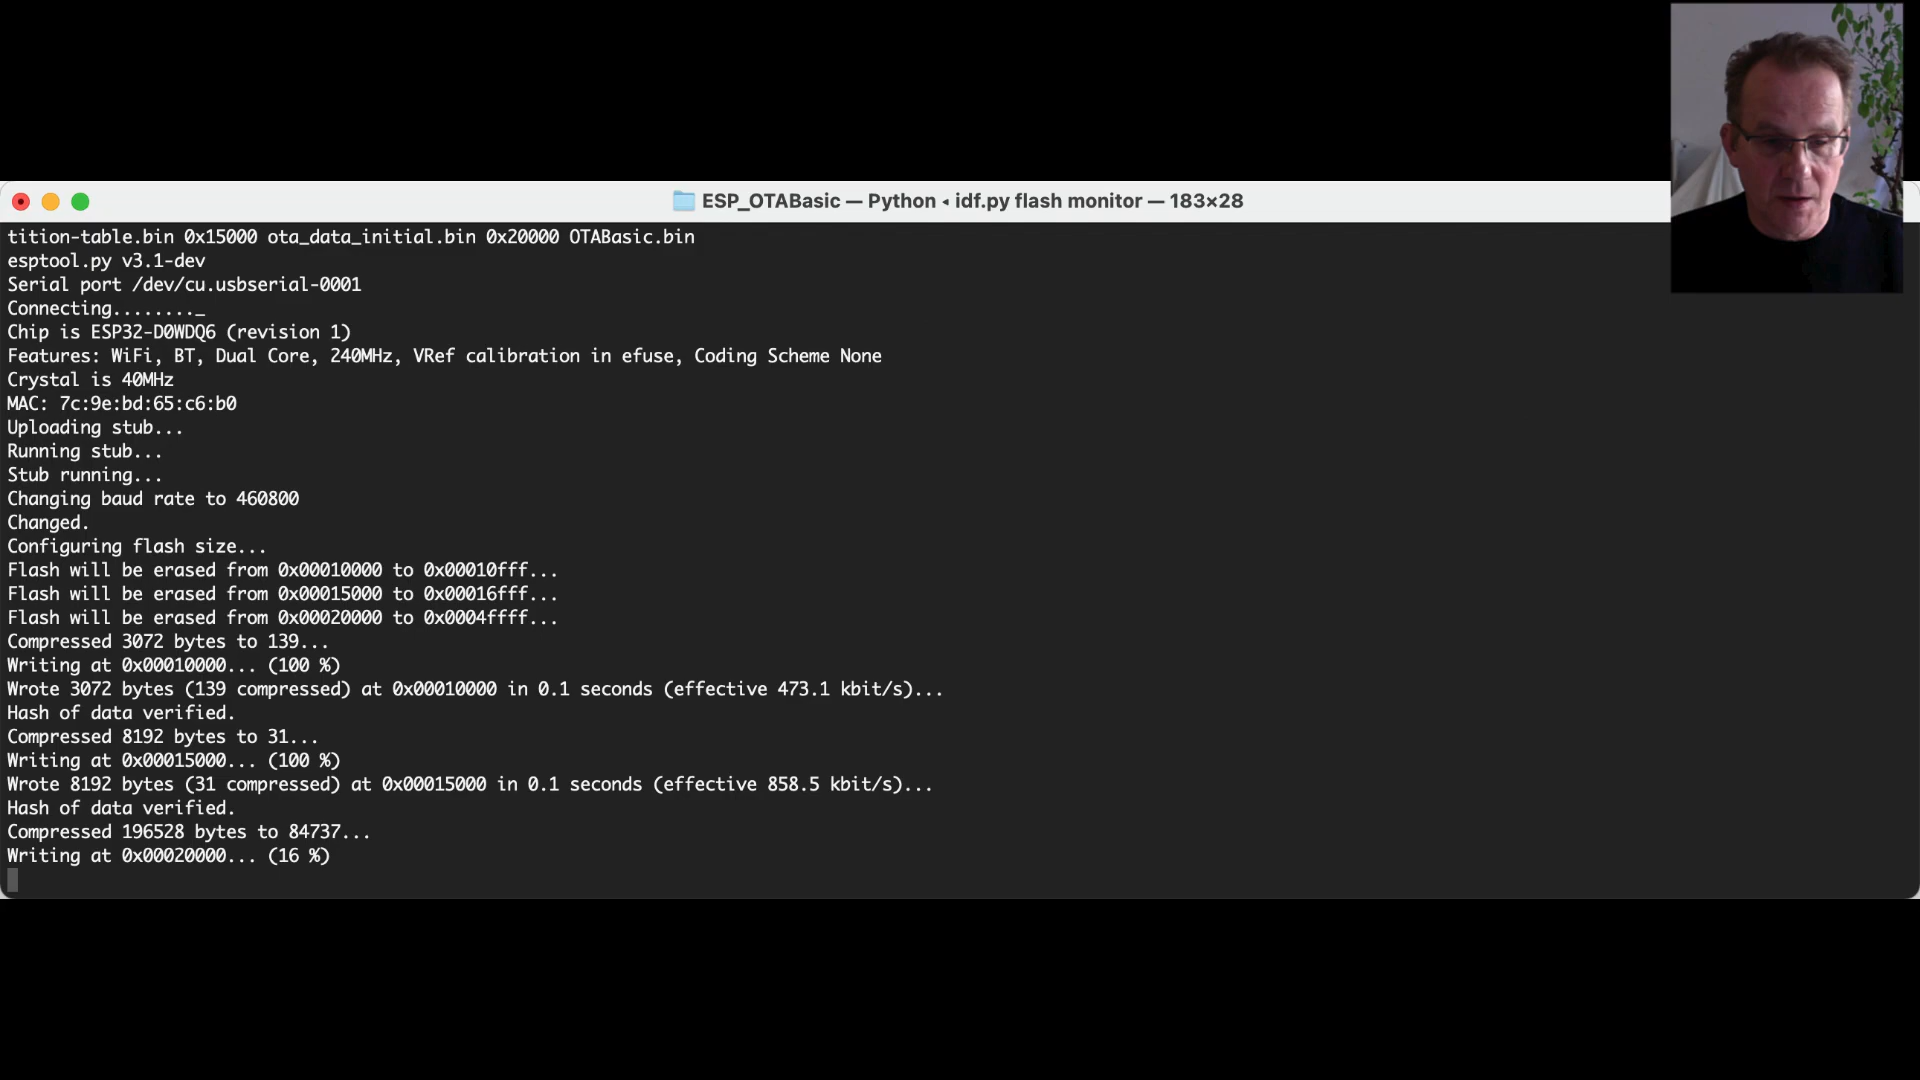 ESP_OTABasic — Python ◂ idf.py flash monitor — 183×28
tition-table.bin 0x15000 ota_data_initial.bin 0x20000 OTABasic.bin
esptool.py v3.1-dev
Serial port /dev/cu.usbserial-0001
Connecting........_
Chip is ESP32-D0WDQ6 (revision 1)
Features: WiFi, BT, Dual Core, 240MHz, VRef calibration in efuse, Coding Scheme None
Crystal is 40MHz
MAC: 7c:9e:bd:65:c6:b0
Uploading stub...
Running stub...
Stub running...
Changing baud rate to 460800
Changed.
Configuring flash size...
Flash will be erased from 0x00010000 to 0x00010fff...
Flash will be erased from 0x00015000 to 0x00016fff...
Flash will be erased from 0x00020000 to 0x0004ffff...
Compressed 3072 bytes to 139...
Writing at 0x00010000... (100 %)
Wrote 3072 bytes (139 compressed) at 0x00010000 in 0.1 seconds (effective 473.1 kbit/s)...
Hash of data verified.
Compressed 8192 bytes to 31...
Writing at 0x00015000... (100 %)
Wrote 8192 bytes (31 compressed) at 0x00015000 in 0.1 seconds (effective 858.5 kbit/s)...
Hash of data verified.
Compressed 196528 bytes to 84737...
Writing at 0x00020000... (16 %)